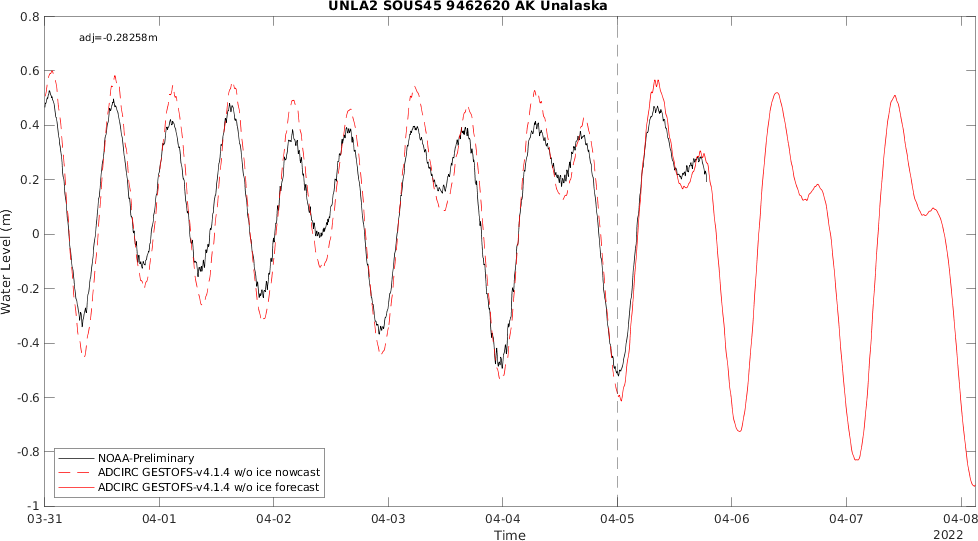 UNLA2 SOUS45 9462620 AK Unalaska
adj=-0.28258m
0.8
0.6
0.4
0.2
0
-0.2
-0.4
-0.6
-0.8
-1
Water Level (m)
NOAA-Preliminary
ADCIRC GESTOFS-v4.1.4 w/o ice nowcast
ADCIRC GESTOFS-v4.1.4 w/o ice forecast
03-31 04-01 04-02 04-03 04-04 04-05 04-06 04-07 04-08
Time 2022